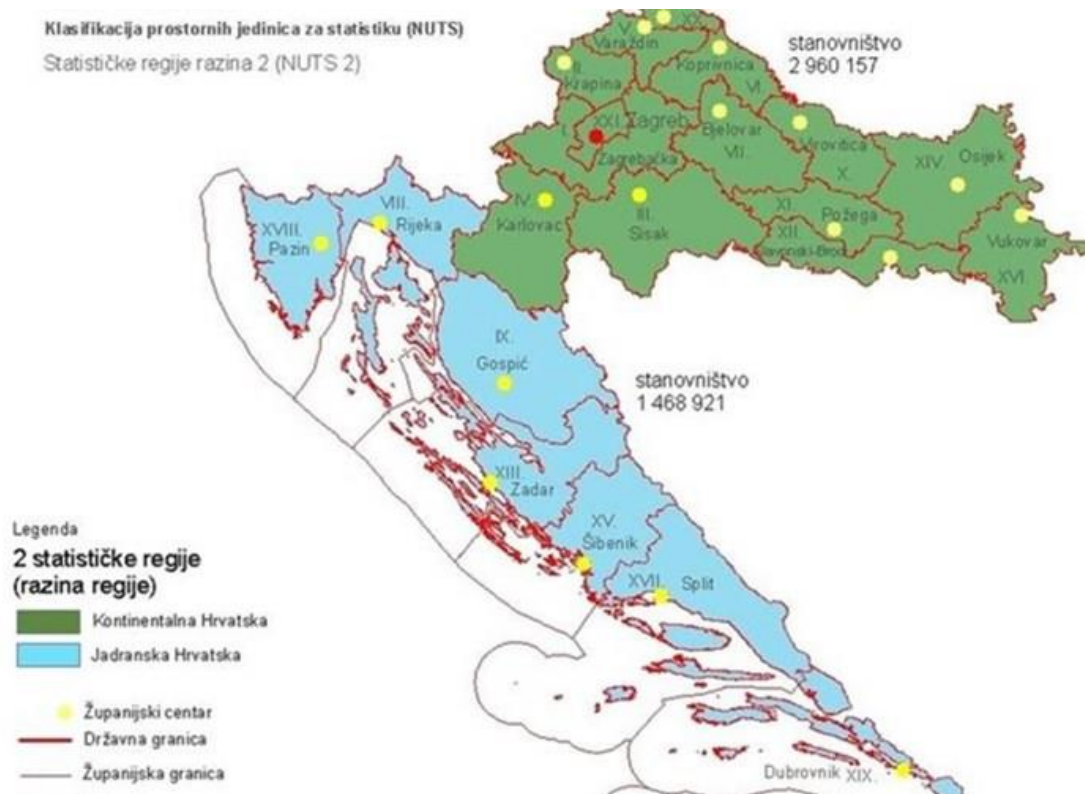 Klasifikacija prostornih jedinica za statistiku (NUTS)
Statističke regije razina 2 (NUTS 2)
stanovništvo
2 960 157
V.
XX.
Varaždin
II.
Krapina
Koprivnica
VI.
I.
XXI.
Zagreb
Zagrebačka
Bjelovar
VII.
Virovitica
X.
XIV.
Osijek
IV.
Karlovac
III.
Sisak
XI.
Požega
XII.
Slavonski-Brod
Vukovar
XVI.
VIII.
Rijeka
XVIII.
Pazin
IX.
Gospić
stanovništvo
1 468 921
XIII.
Zadar
XV.
Šibenik
XVII.
Split
Dubrovnik XIX.
Legenda
2 statističke regije
(razina regije)
Kontinentalna Hrvatska
Jadranska Hrvatska
Županijski centar
Državna granica
Županijska granica